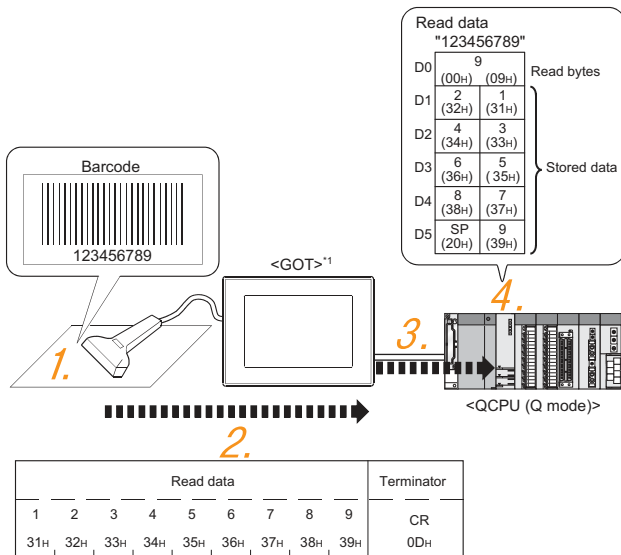 Read data
"123456789"
D0 9 Read bytes
(00H) (09H)
D1 2 1
(32H) (31H)
D2 4 3
(34H) (33H)
D3 6 5 Stored data
(36H) (35H)
D4 8 7
(38H) (37H)
D5 SP 9
(20H) (39H)
Barcode
123456789
<GOT>*1
1.
2.
3.
4.
<QCPU (Q mode)>
Read data Terminator
1 2 3 4 5 6 7 8 9 CR
31H 32H 33H 34H 35H 36H 37H 38H 39H 0DH